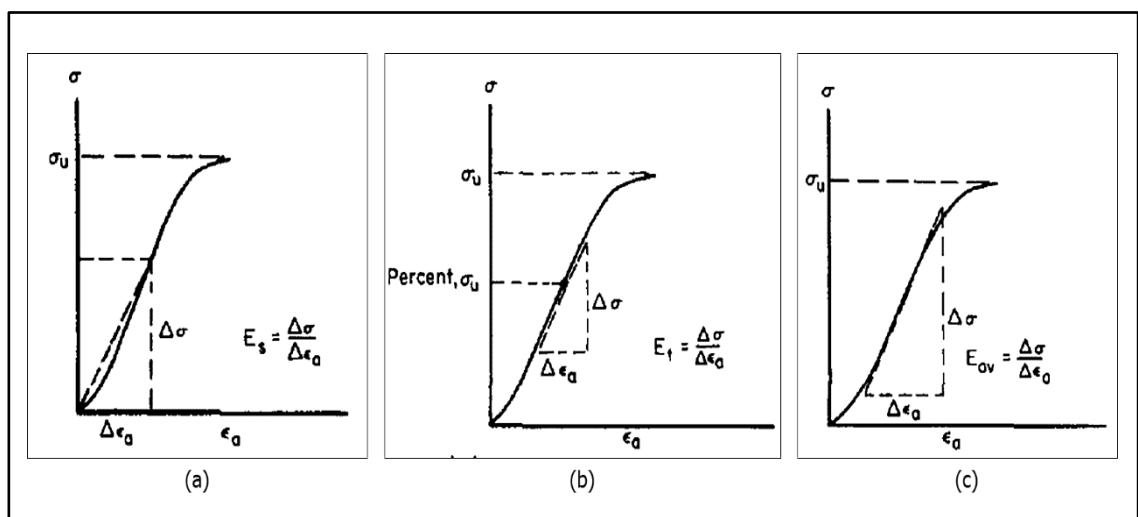 σ
σu
Δσ
Es = Δσ/Δεa
Δεa
εa
(a)
σ
σu
Percent, σu
Δσ
Δεa
Et = Δσ/Δεa
εa
(b)
σ
σu
Δσ
Eav = Δσ/Δεa
Δεa
εa
(c)